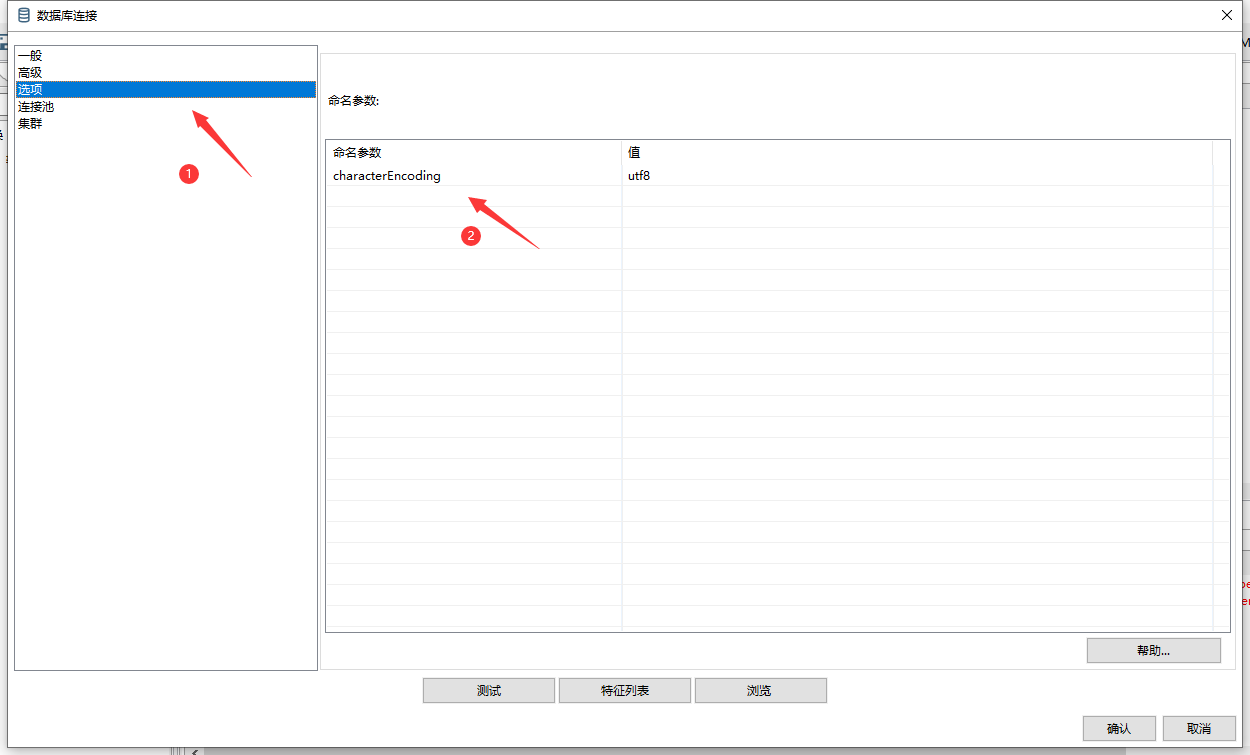 数据库连接
一般
高级
选项
连接池
集群
1
命名参数:
命名参数 值
characterEncoding utf8
2
帮助...
测试 特征列表 浏览
确认 取消